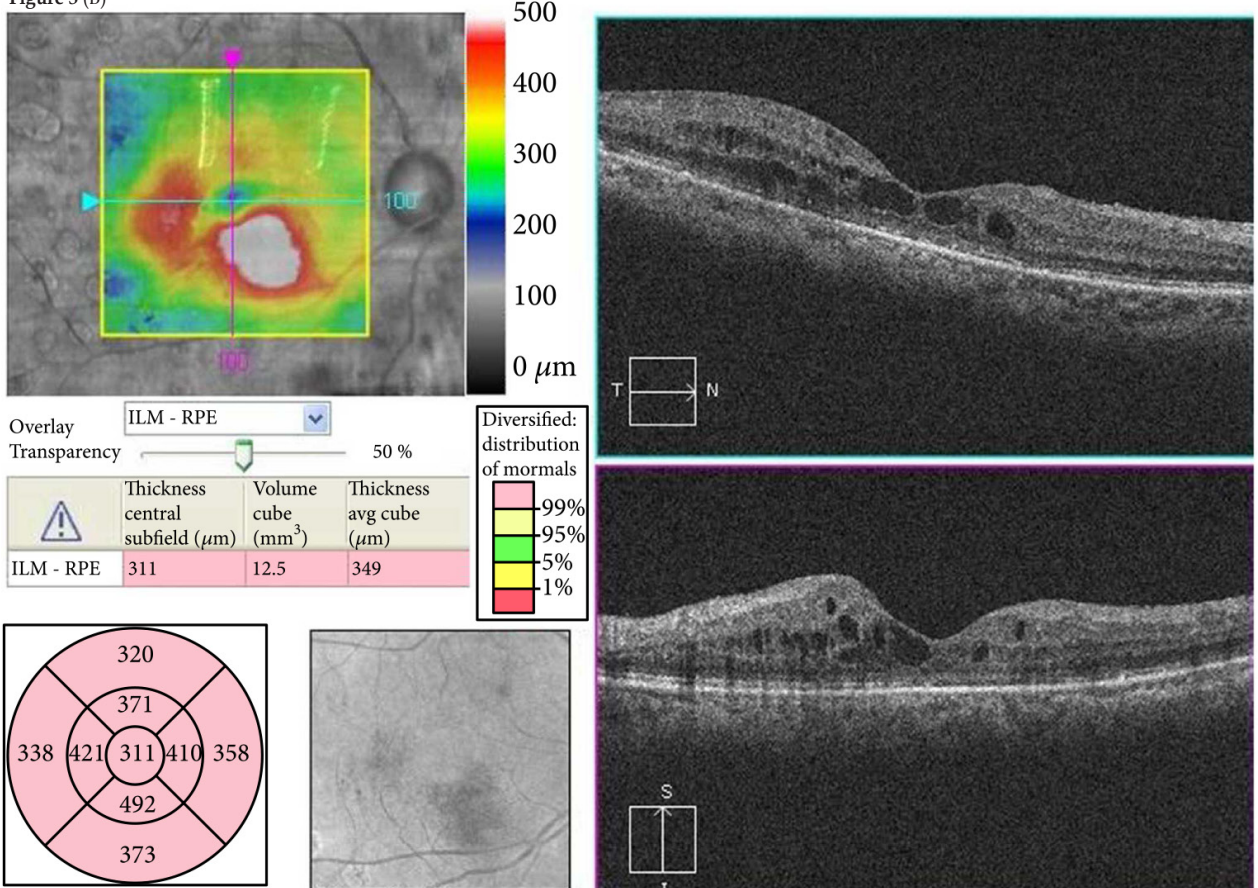 Figure 3 (b)
500
400
300
200
100
0 μm
100
100
Overlay
Transparency
ILM - RPE
50 %
Thickness
central
subfield (μm)
Volume
cube
(mm³)
Thickness
avg cube
(μm)
ILM - RPE
311
12.5
349
Diversified:
distribution
of mormals
99%
95%
5%
1%
320
371
338
421
311
410
358
492
373
T
N
S